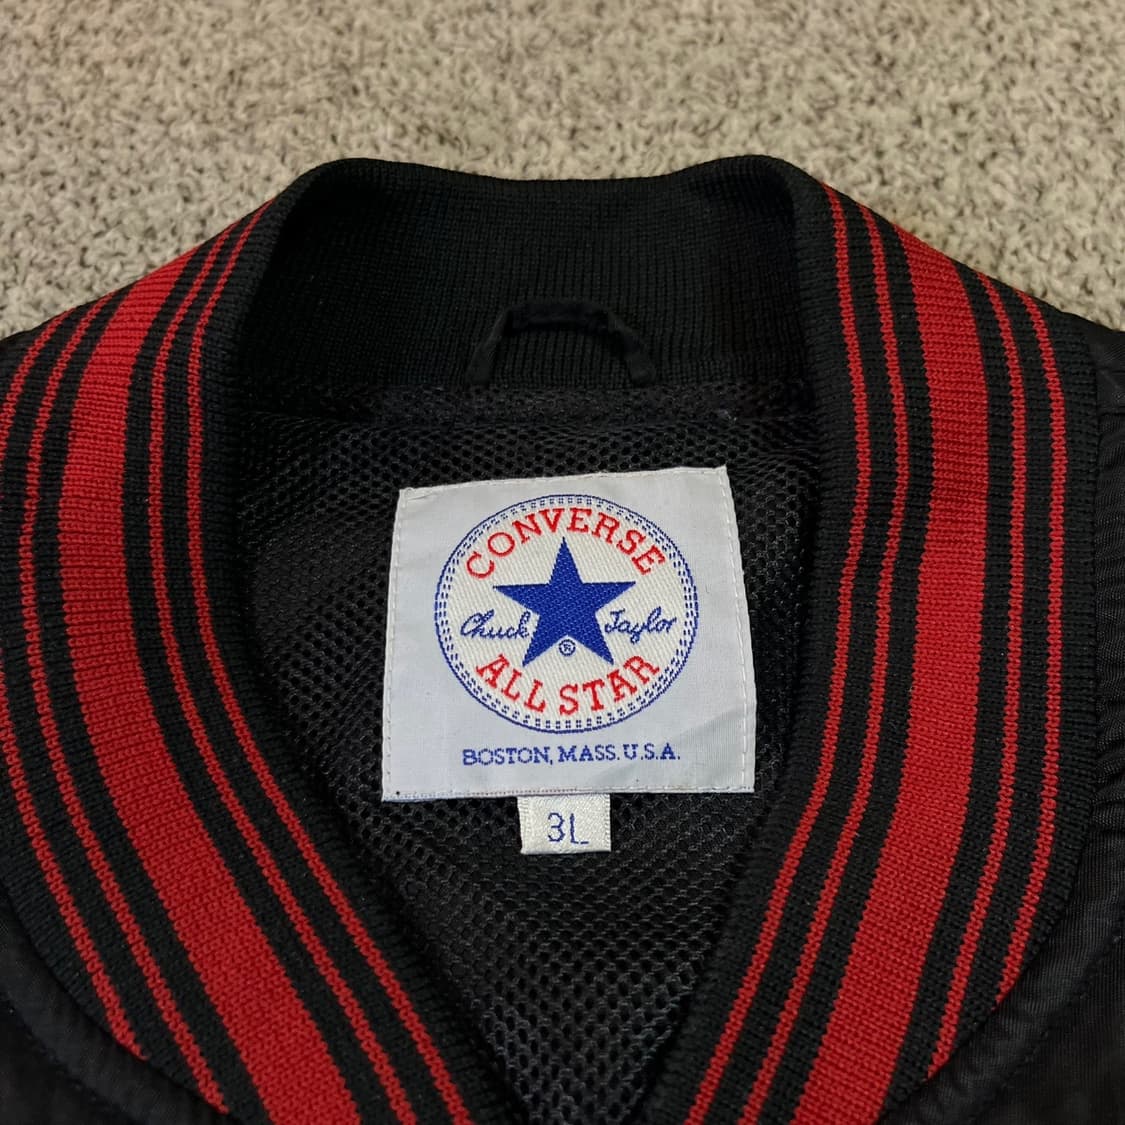 CONVERSE
Chuck Taylor
®
ALL STAR
BOSTON, MASS. U.S.A.
3L